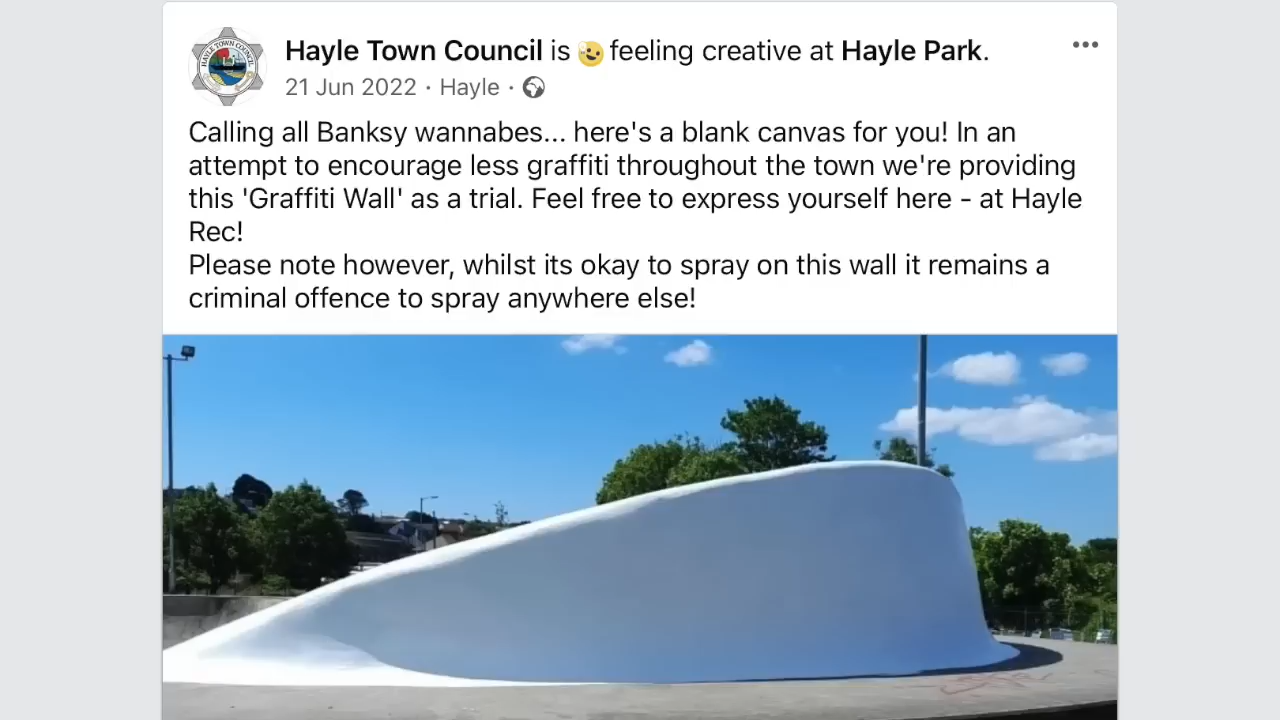 Hayle Town Council is feeling creative at Hayle Park.
21 Jun 2022 · Hayle ·
Calling all Banksy wannabes... here's a blank canvas for you! In an
attempt to encourage less graffiti throughout the town we're providing
this 'Graffiti Wall' as a trial. Feel free to express yourself here - at Hayle
Rec!
Please note however, whilst its okay to spray on this wall it remains a
criminal offence to spray anywhere else!
HAYLE TOWN COUNCIL